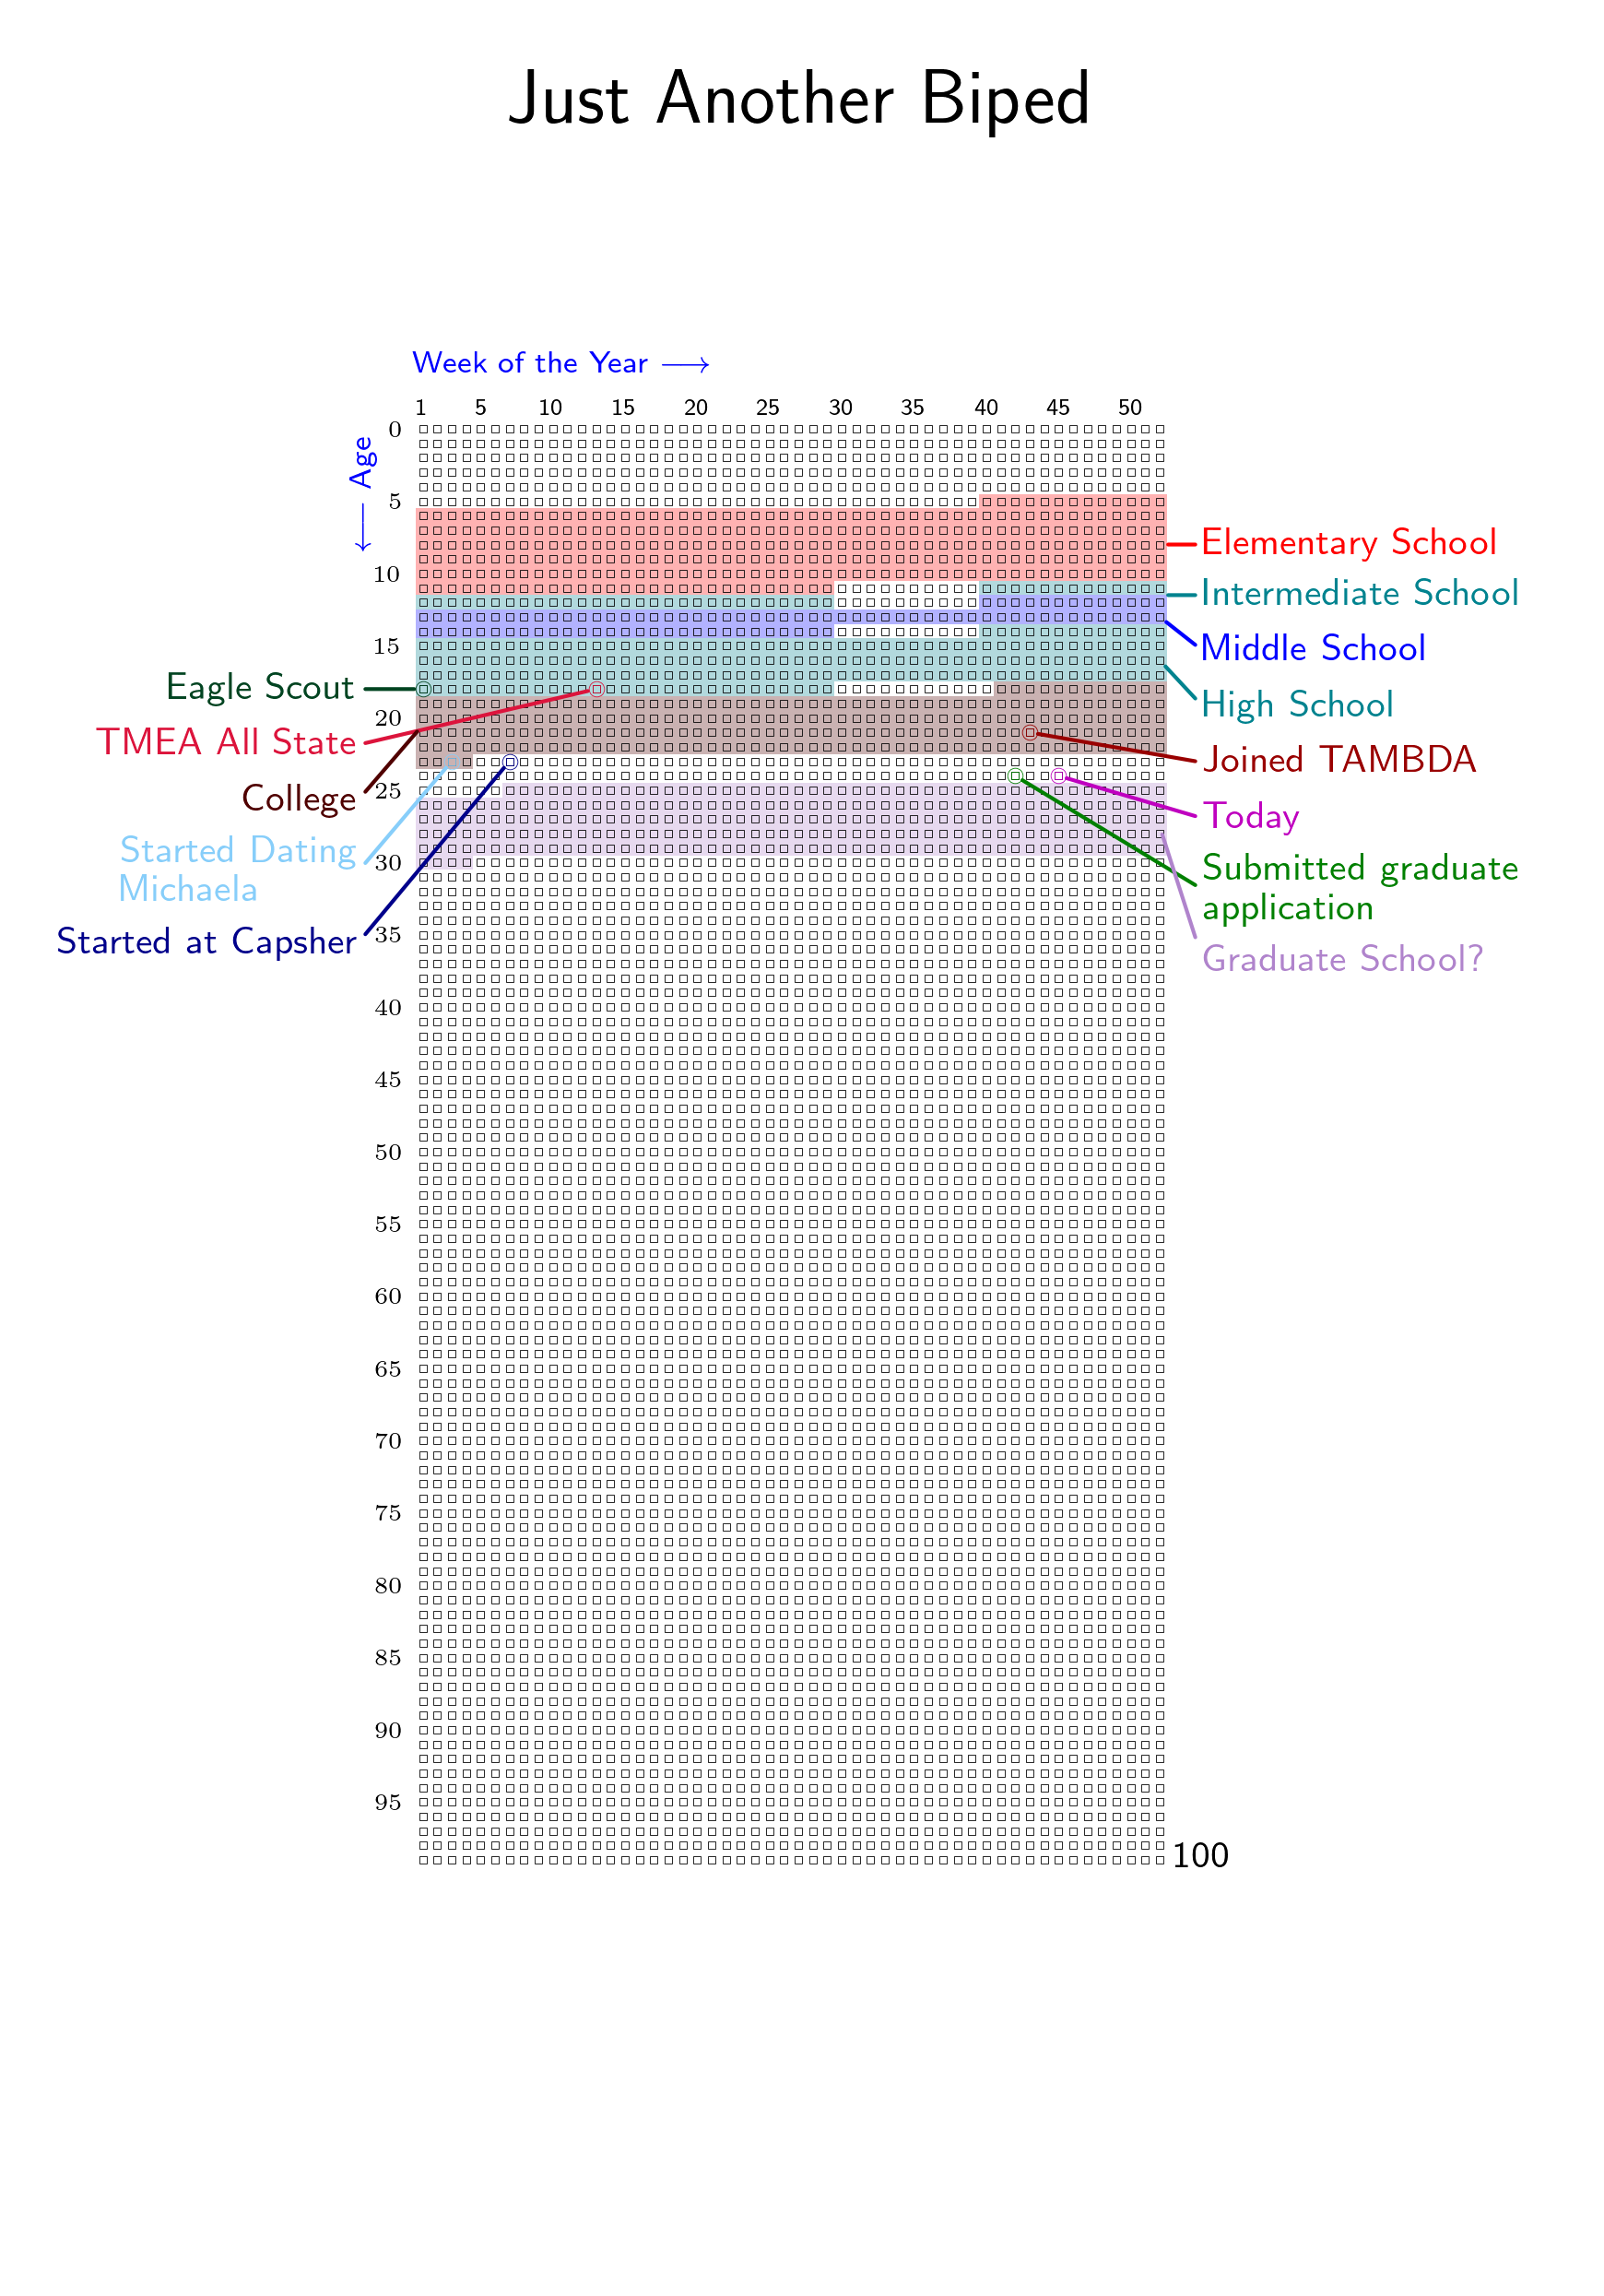 Just Another Biped
Week of the Year ⟶
1 5 10 15 20 25 30 35 40 45 50
⟵ Age
0
5
10
15
20
25
30
35
40
45
50
55
60
65
70
75
80
85
90
95
100
Eagle Scout
TMEA All State
College
Started Dating
Michaela
Started at Capsher
Elementary School
Intermediate School
Middle School
High School
Joined TAMBDA
Today
Submitted graduate
application
Graduate School?